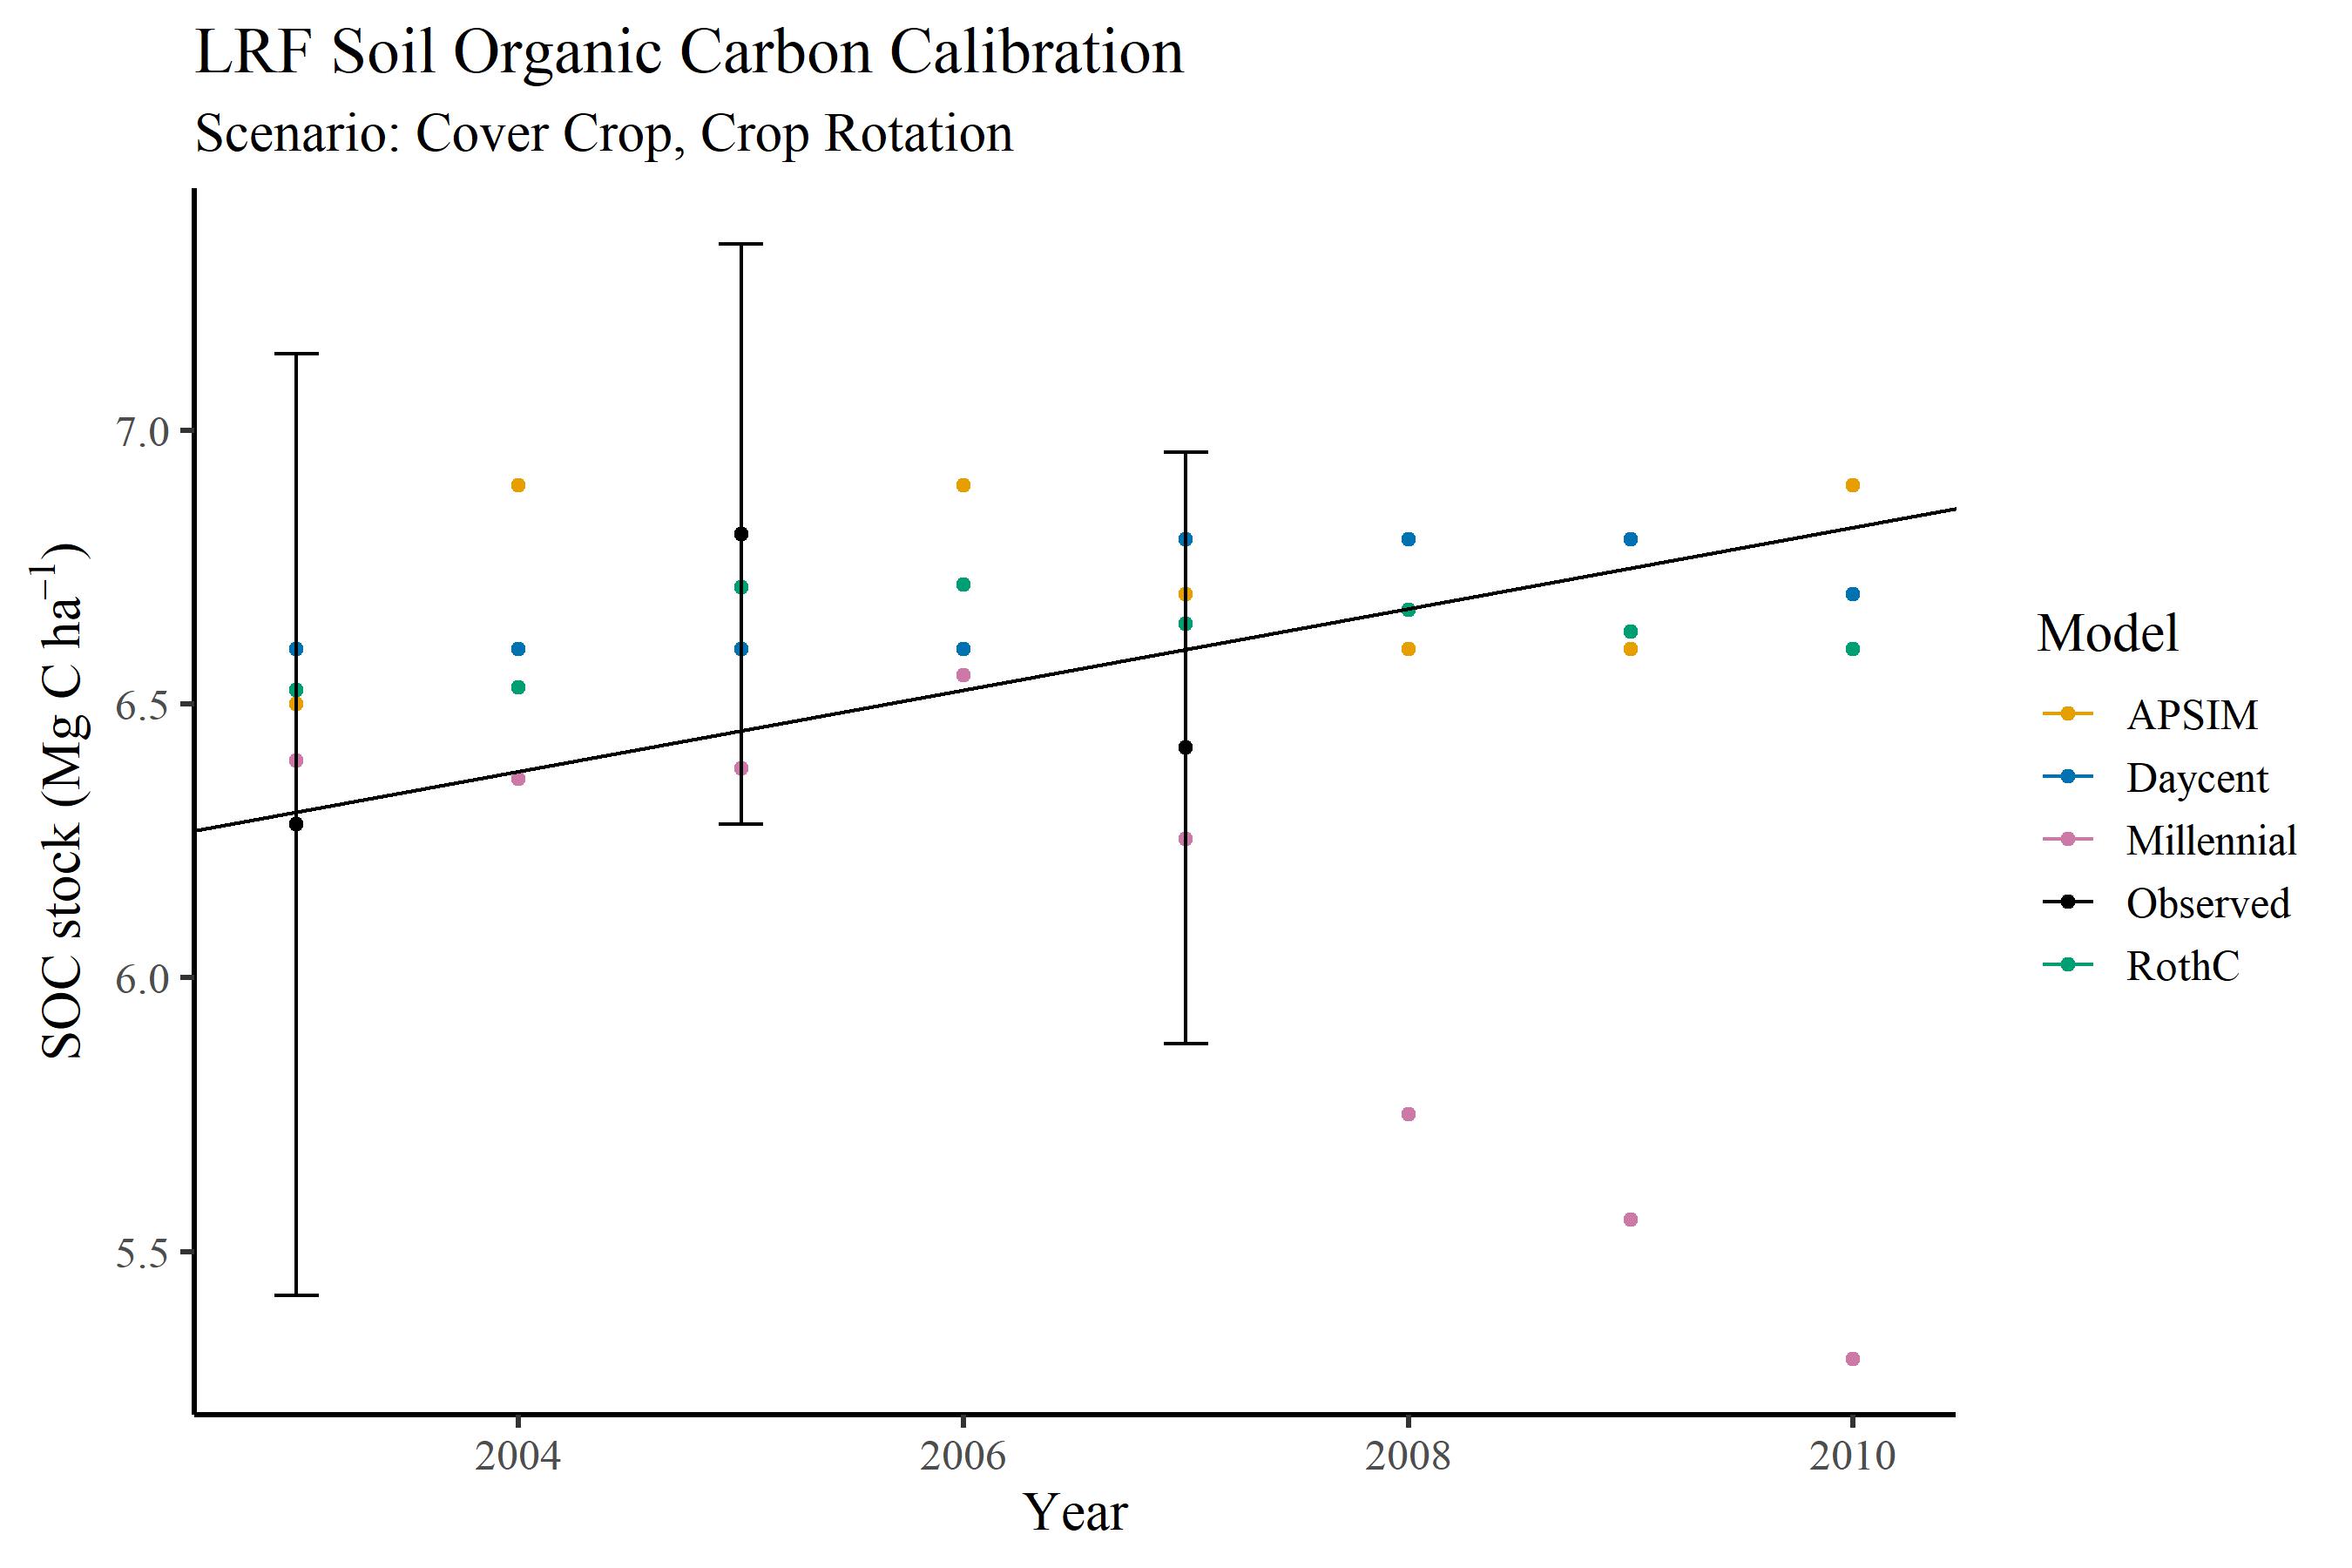 LRF Soil Organic Carbon Calibration
Scenario: Cover Crop, Crop Rotation
SOC stock (Mg C ha⁻¹)
7.0
6.5
6.0
5.5
2004 2006 2008 2010
Year
Model
APSIM
Daycent
Millennial
Observed
RothC